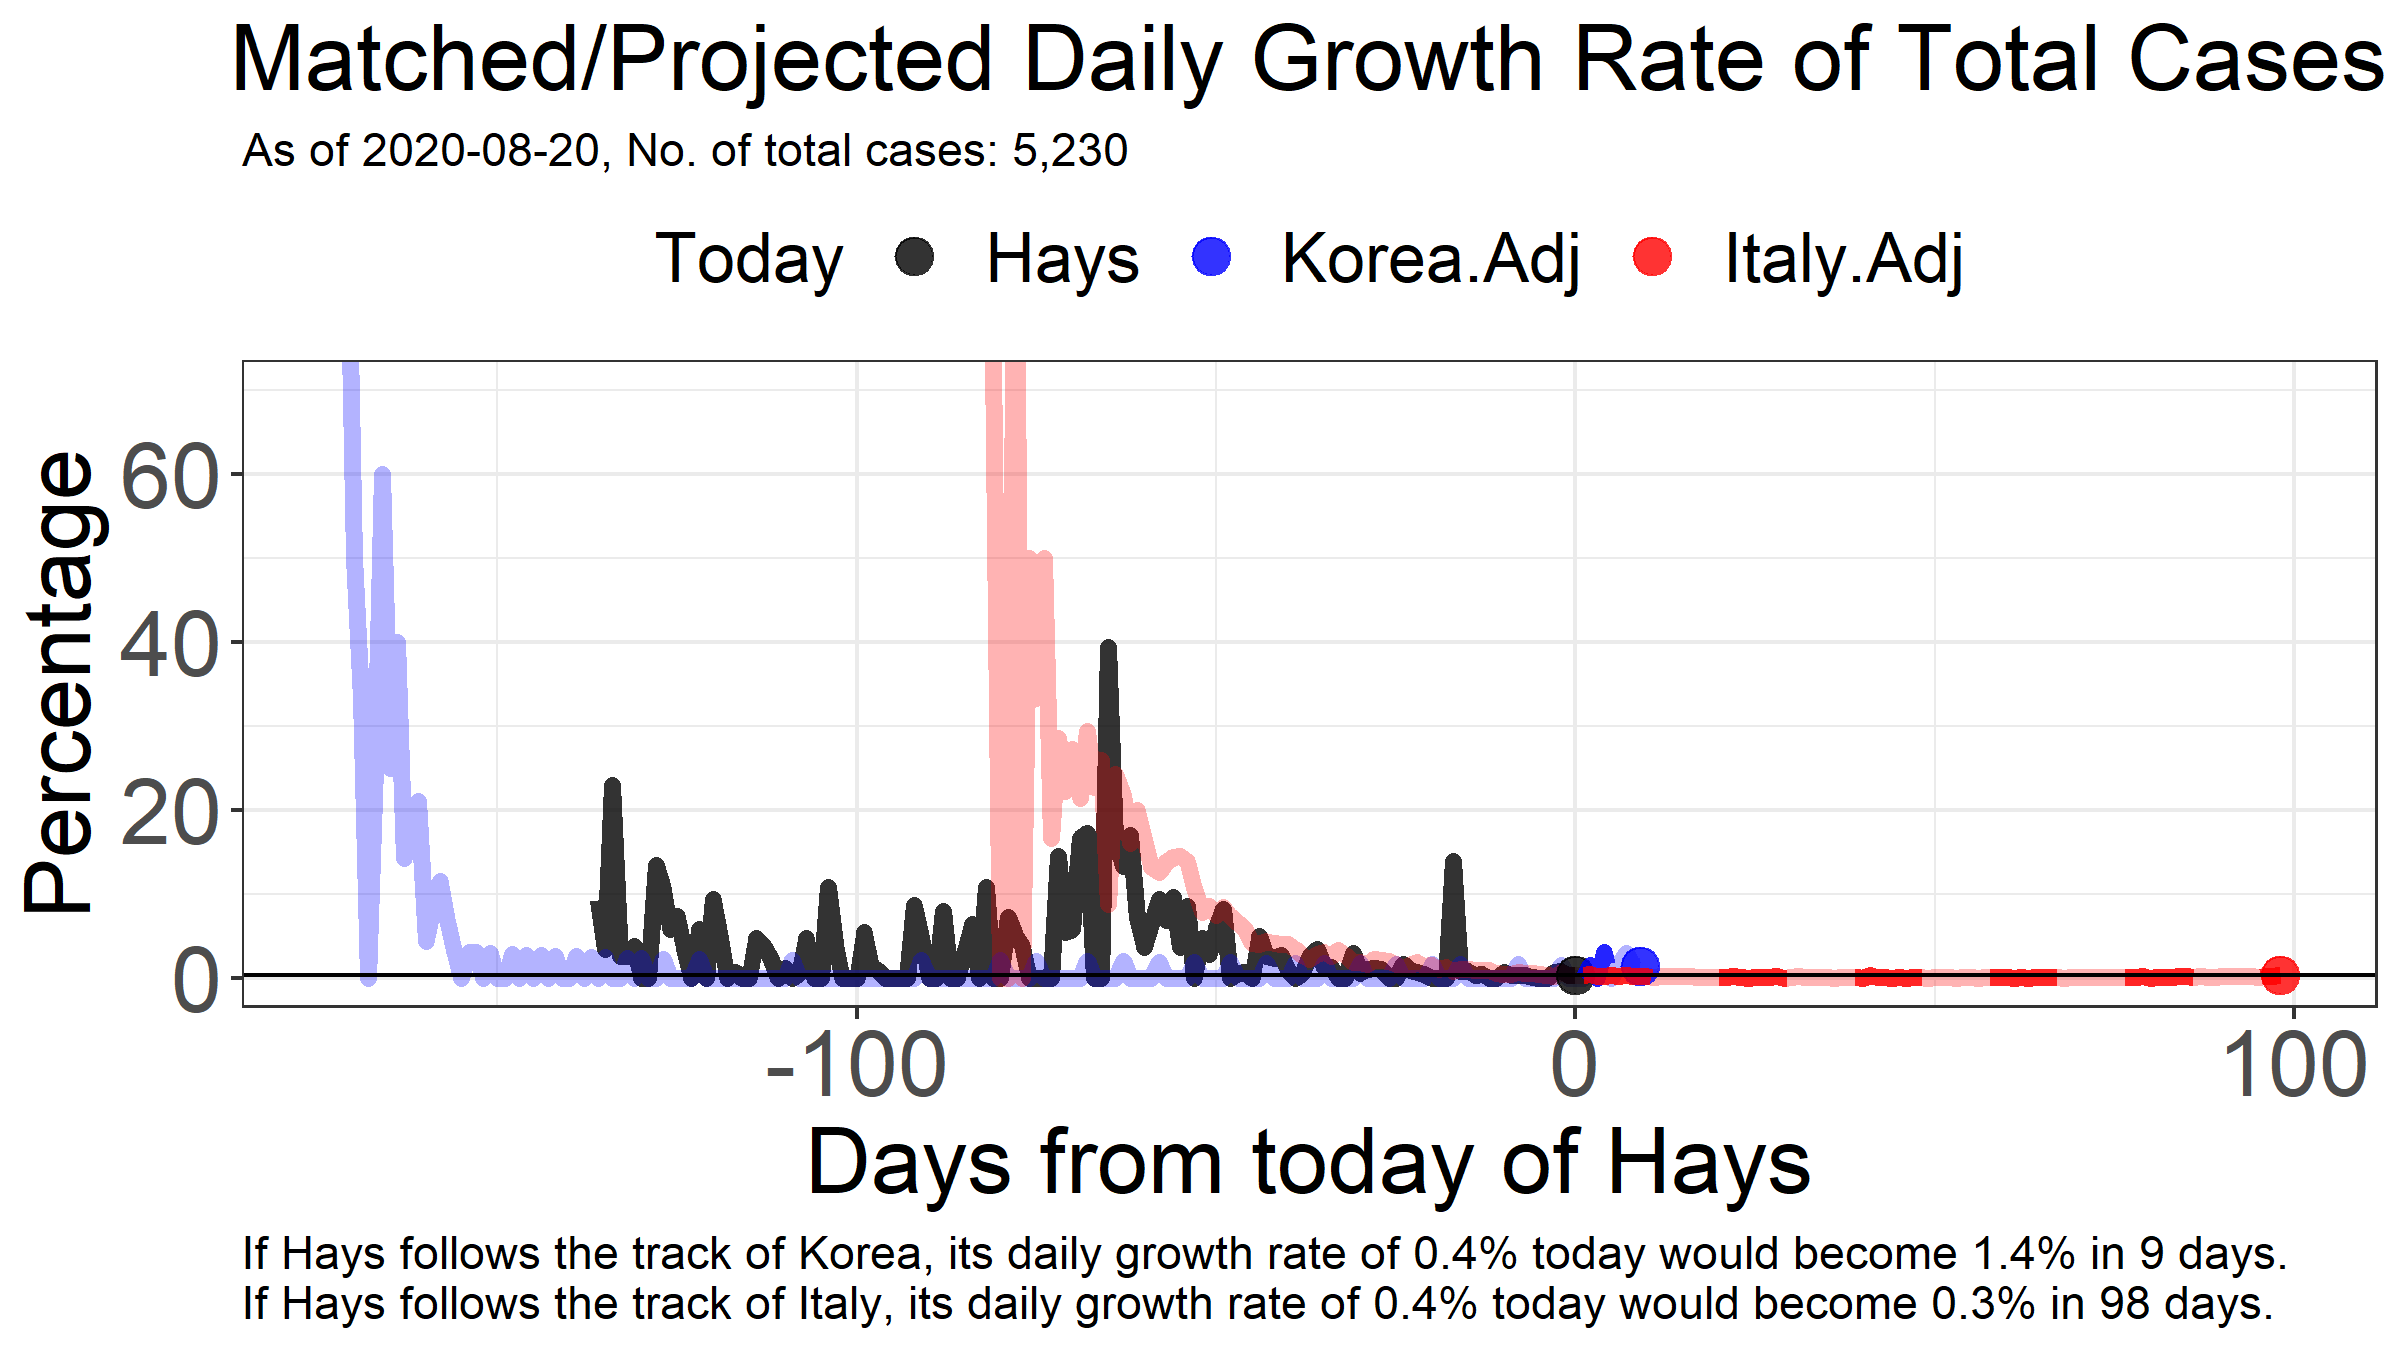 Matched/Projected Daily Growth Rate of Total Cases
As of 2020-08-20, No. of total cases: 5,230
Today Hays Korea.Adj Italy.Adj
Percentage
60
40
20
0
-100 0 100
Days from today of Hays
If Hays follows the track of Korea, its daily growth rate of 0.4% today would become 1.4% in 9 days.
If Hays follows the track of Italy, its daily growth rate of 0.4% today would become 0.3% in 98 days.